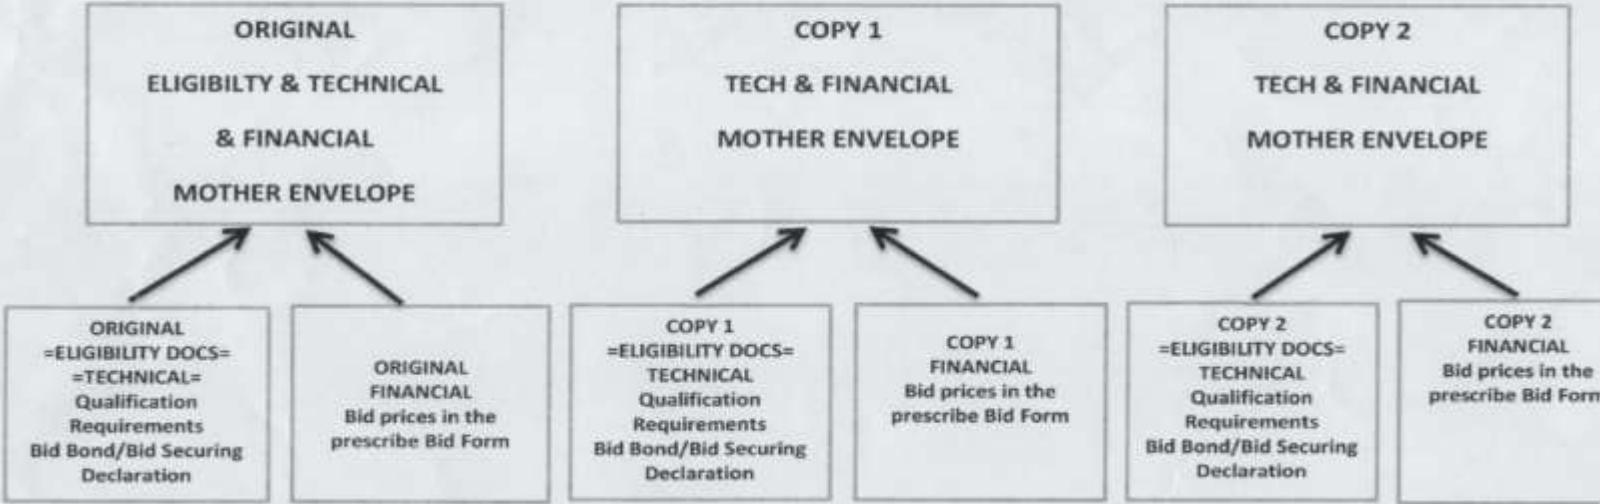 ORIGINAL
ELIGIBILTY & TECHNICAL
& FINANCIAL
MOTHER ENVELOPE
COPY 1
TECH & FINANCIAL
MOTHER ENVELOPE
COPY 2
TECH & FINANCIAL
MOTHER ENVELOPE
ORIGINAL
=ELIGIBILITY DOCS=
=TECHNICAL=
Qualification
Requirements
Bid Bond/Bid Securing
Declaration
ORIGINAL
FINANCIAL
Bid prices in the
prescribe Bid Form
COPY 1
=ELIGIBILITY DOCS=
TECHNICAL
Qualification
Requirements
Bid Bond/Bid Securing
Declaration
COPY 1
FINANCIAL
Bid prices in the
prescribe Bid Form
COPY 2
=ELIGIBILITY DOCS=
TECHNICAL
Qualification
Requirements
Bid Bond/Bid Securing
Declaration
COPY 2
FINANCIAL
Bid prices in the
prescribe Bid Form